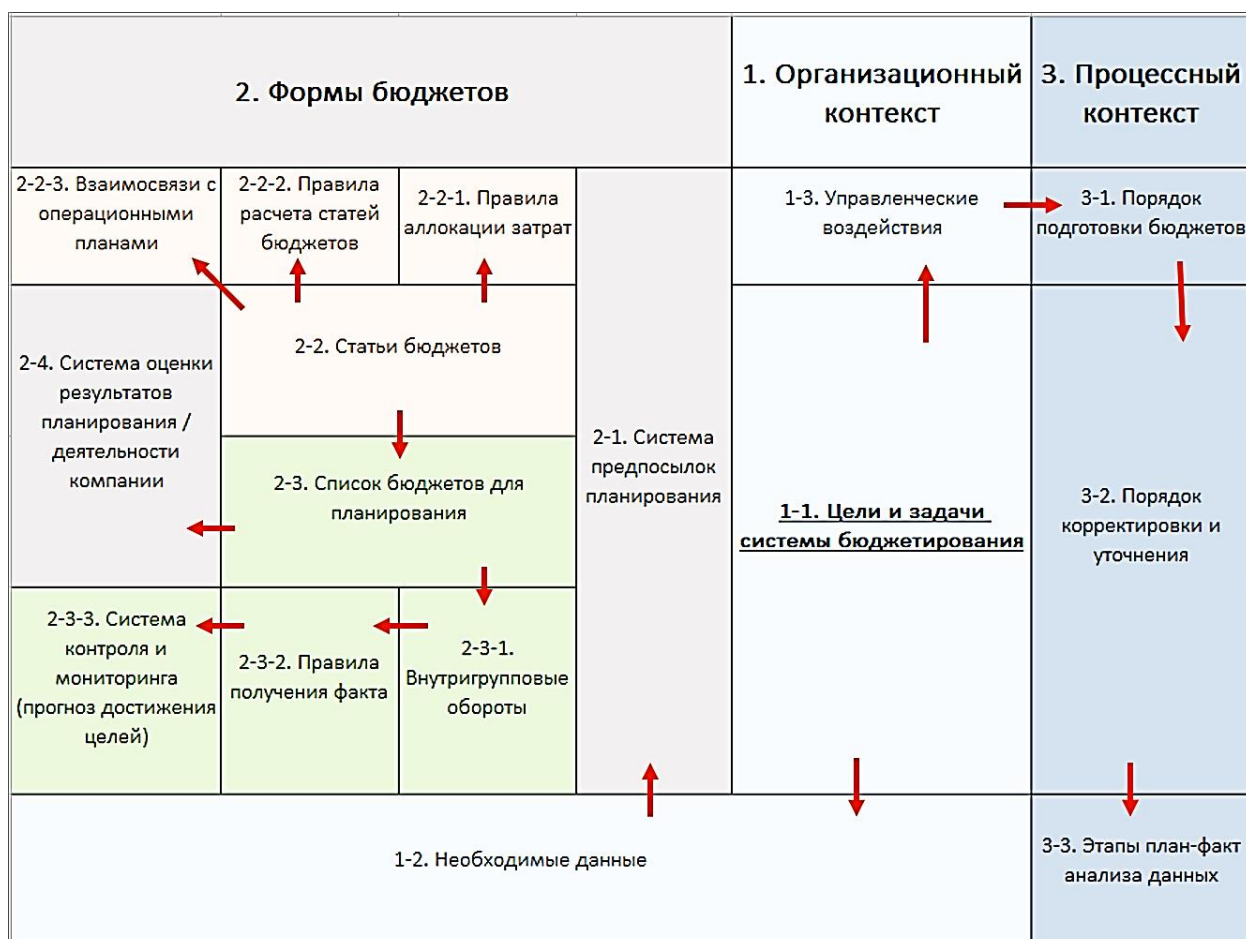 2. Формы бюджетов
1. Организационный
контекст
3. Процессный
контекст
2-2-3. Взаимосвязи с
операционными
планами
2-2-2. Правила
расчета статей
бюджетов
2-2-1. Правила
аллокации затрат
1-3. Управленческие
воздействия
3-1. Порядок
подготовки бюджетов
2-2. Статьи бюджетов
2-4. Система оценки
результатов
планирования /
деятельности
компании
2-3. Список бюджетов для
планирования
2-1. Система
предпосылок
планирования
1-1. Цели и задачи
системы бюджетирования
3-2. Порядок
корректировки и
уточнения
2-3-3. Система
контроля и
мониторинга
(прогноз достижения
целей)
2-3-2. Правила
получения факта
2-3-1.
Внутригрупповые
обороты
1-2. Необходимые данные
3-3. Этапы план-факт
анализа данных